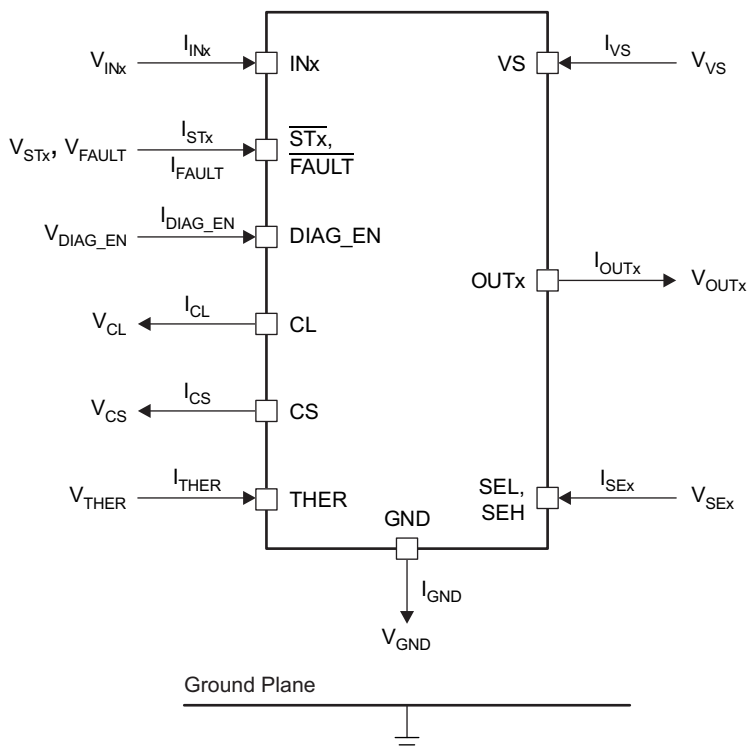 I_INx
V_INx
INx
VS
I_VS
V_VS
I_STx
V_STx, V_FAULT
I_FAULT
STx,
FAULT
I_DIAG_EN
V_DIAG_EN
DIAG_EN
OUTx
I_OUTx
V_OUTx
I_CL
V_CL
CL
I_CS
V_CS
CS
I_THER
V_THER
THER
SEL,
SEH
I_SEx
V_SEx
GND
I_GND
V_GND
Ground Plane